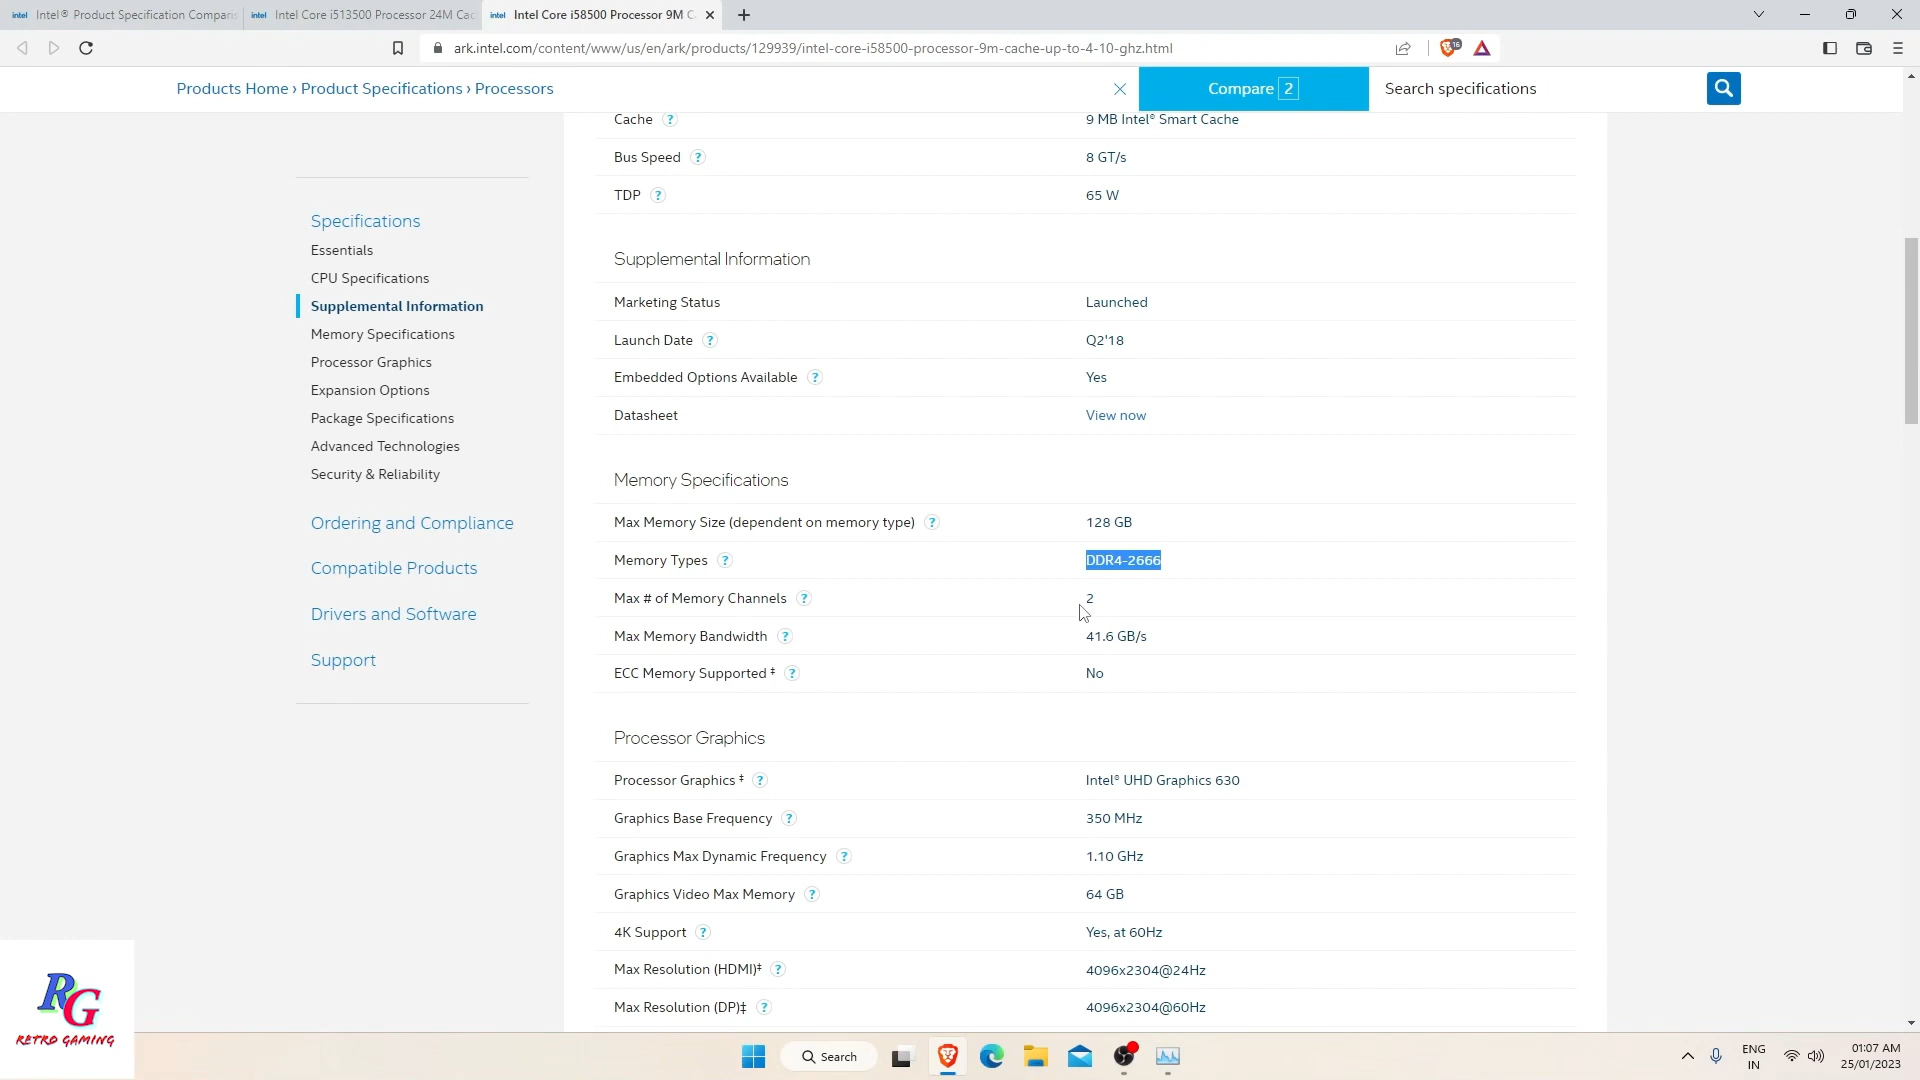 intel Intel® Product Specification Comparis
intel Intel Core i513500 Processor 24M Cac
intel Intel Core i58500 Processor 9M C
ark.intel.com/content/www/us/en/ark/products/129939/intel-core-i58500-processor-9m-cache-up-to-4-10-ghz.html
16
Products Home › Product Specifications › Processors
Compare 2
Search specifications
Specifications
Essentials
CPU Specifications
Supplemental Information
Memory Specifications
Processor Graphics
Expansion Options
Package Specifications
Advanced Technologies
Security & Reliability
Ordering and Compliance
Compatible Products
Drivers and Software
Support
Cache ? 9 MB Intel® Smart Cache
Bus Speed ? 8 GT/s
TDP ? 65 W
Supplemental Information
Marketing Status Launched
Launch Date ? Q2'18
Embedded Options Available ? Yes
Datasheet View now
Memory Specifications
Max Memory Size (dependent on memory type) ? 128 GB
Memory Types ? DDR4-2666
Max # of Memory Channels ? 2
Max Memory Bandwidth ? 41.6 GB/s
ECC Memory Supported ‡ ? No
Processor Graphics
Processor Graphics ‡ ? Intel® UHD Graphics 630
Graphics Base Frequency ? 350 MHz
Graphics Max Dynamic Frequency ? 1.10 GHz
Graphics Video Max Memory ? 64 GB
4K Support ? Yes, at 60Hz
Max Resolution (HDMI)‡ ? 4096x2304@24Hz
Max Resolution (DP)‡ ? 4096x2304@60Hz
RG
RETRO GAMING
Search
ENG
IN
01:07 AM
25/01/2023